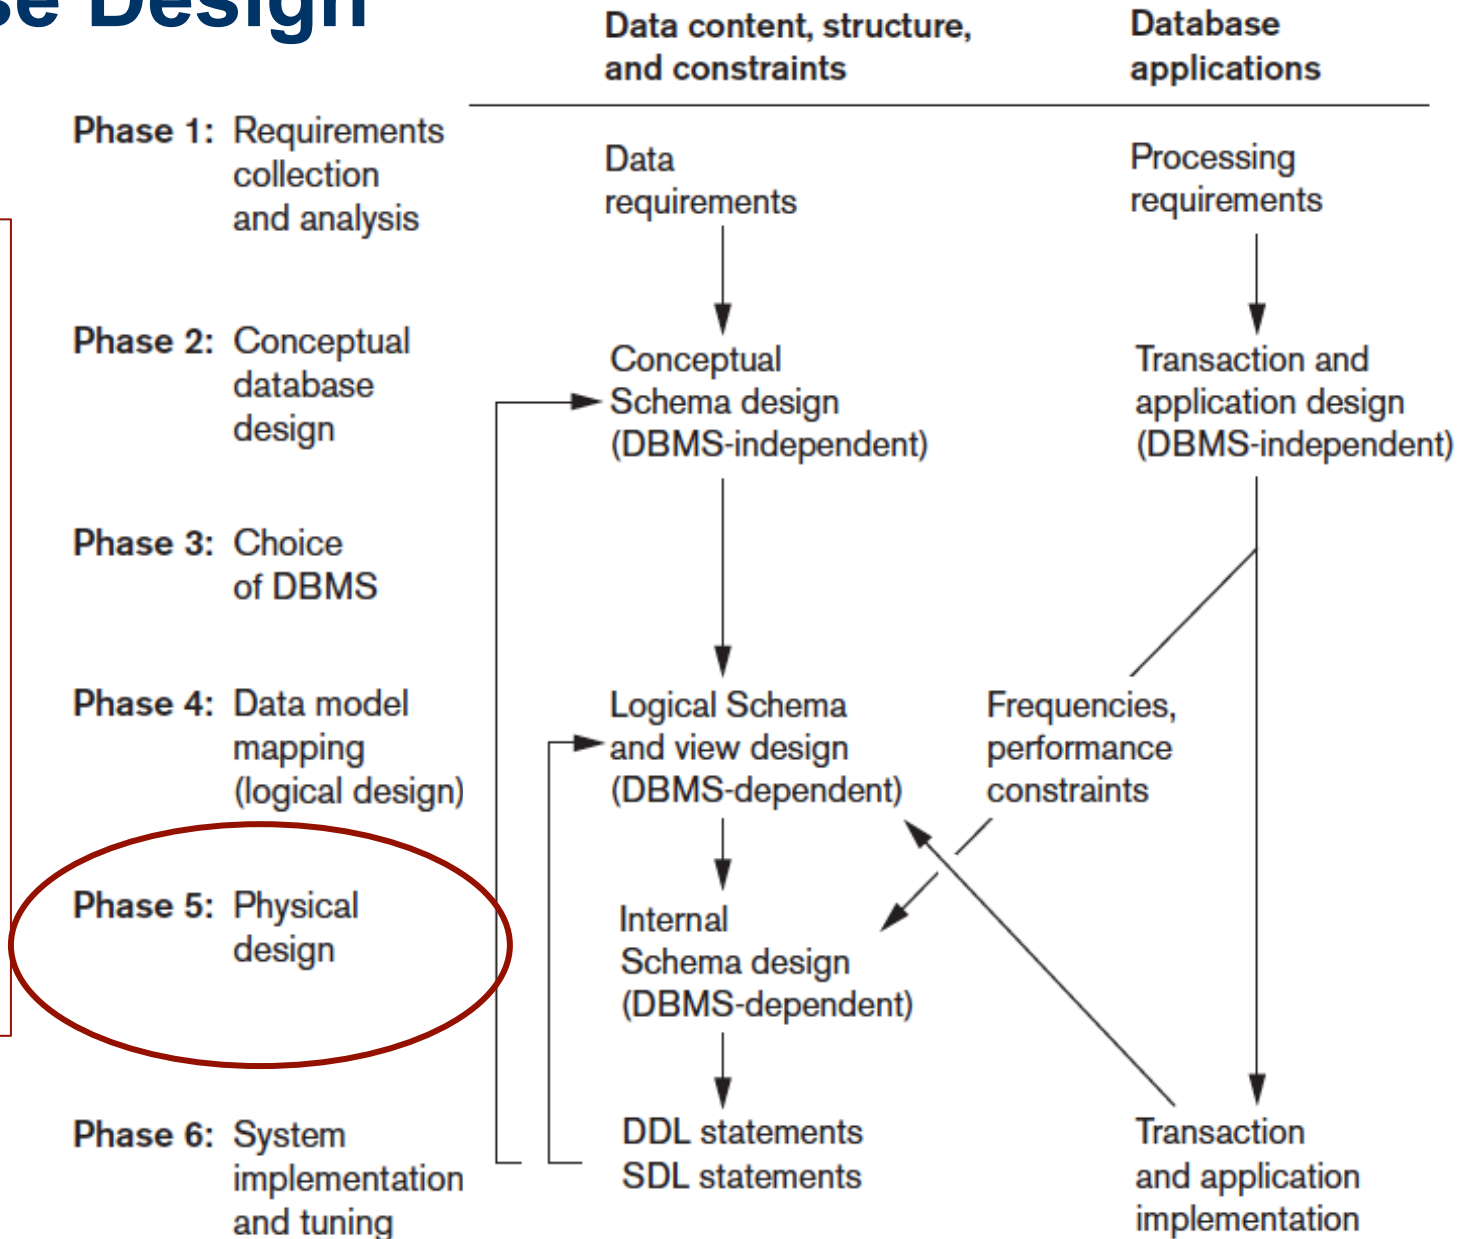 se Design
Data content, structure,
and constraints
Database
applications
Phase 1: Requirements
collection
and analysis
Data
requirements
Processing
requirements
Phase 2: Conceptual
database
design
Conceptual
Schema design
(DBMS-independent)
Transaction and
application design
(DBMS-independent)
Phase 3: Choice
of DBMS
Phase 4: Data model
mapping
(logical design)
Logical Schema
and view design
(DBMS-dependent)
Frequencies,
performance
constraints
Phase 5: Physical
design
Internal
Schema design
(DBMS-dependent)
Phase 6: System
implementation
and tuning
DDL statements
SDL statements
Transaction
and application
implementation